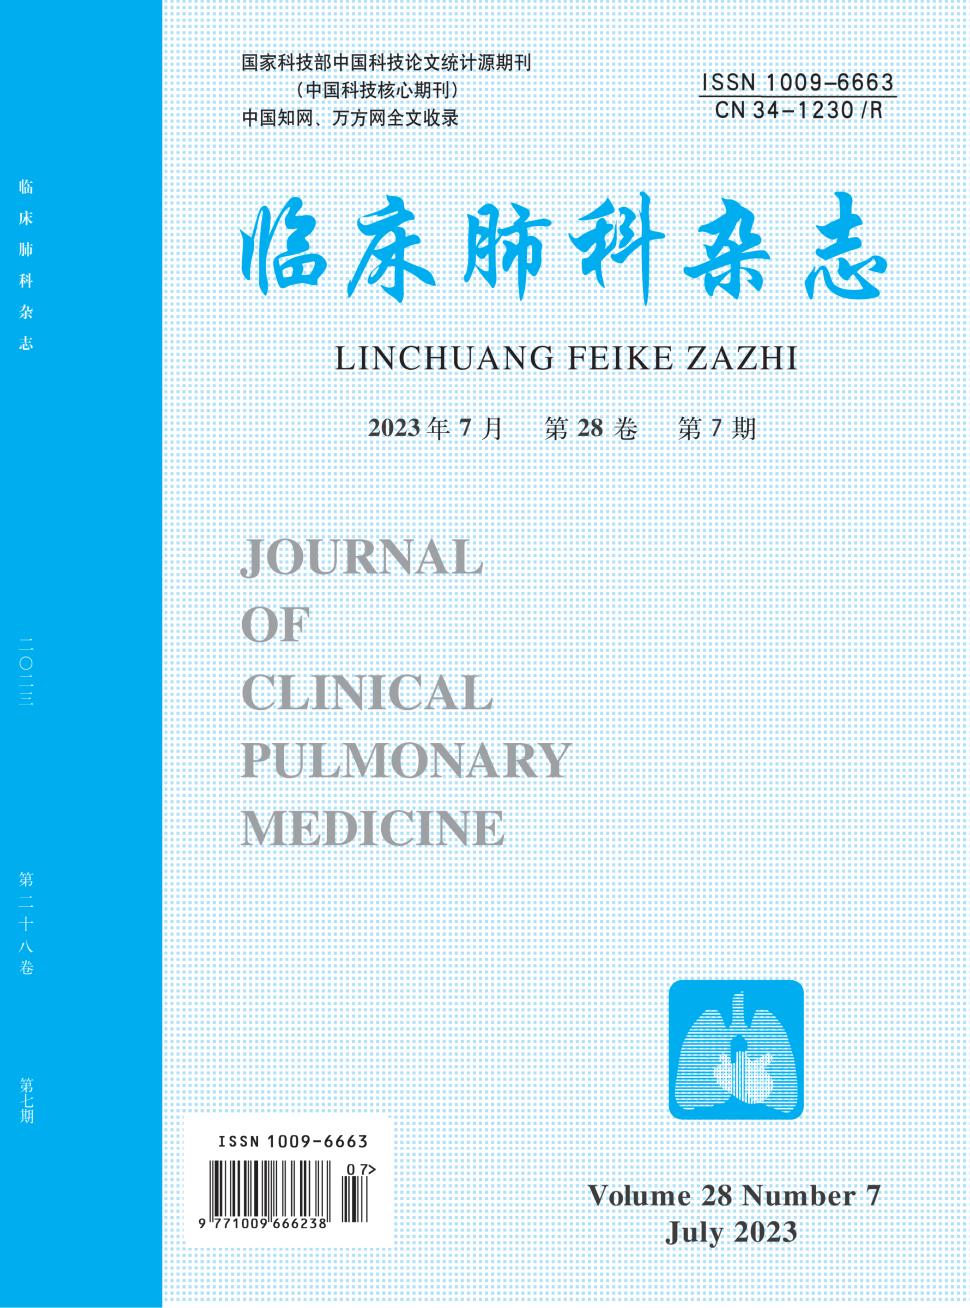 国家科技部中国科技论文统计源期刊
（中国科技核心期刊）
中国知网、万方网全文收录
ISSN 1009-6663
CN 34-1230 /R
临床肺科杂志
LINCHUANG FEIKE ZAZHI
2023年 7 月 第 28 卷 第 7 期
JOURNAL
OF
CLINICAL
PULMONARY
MEDICINE
临床肺科杂志
二〇二三
第二十八卷
第七期
ISSN 1009-6663
07>
9 771009 666238
Volume 28 Number 7
July 2023